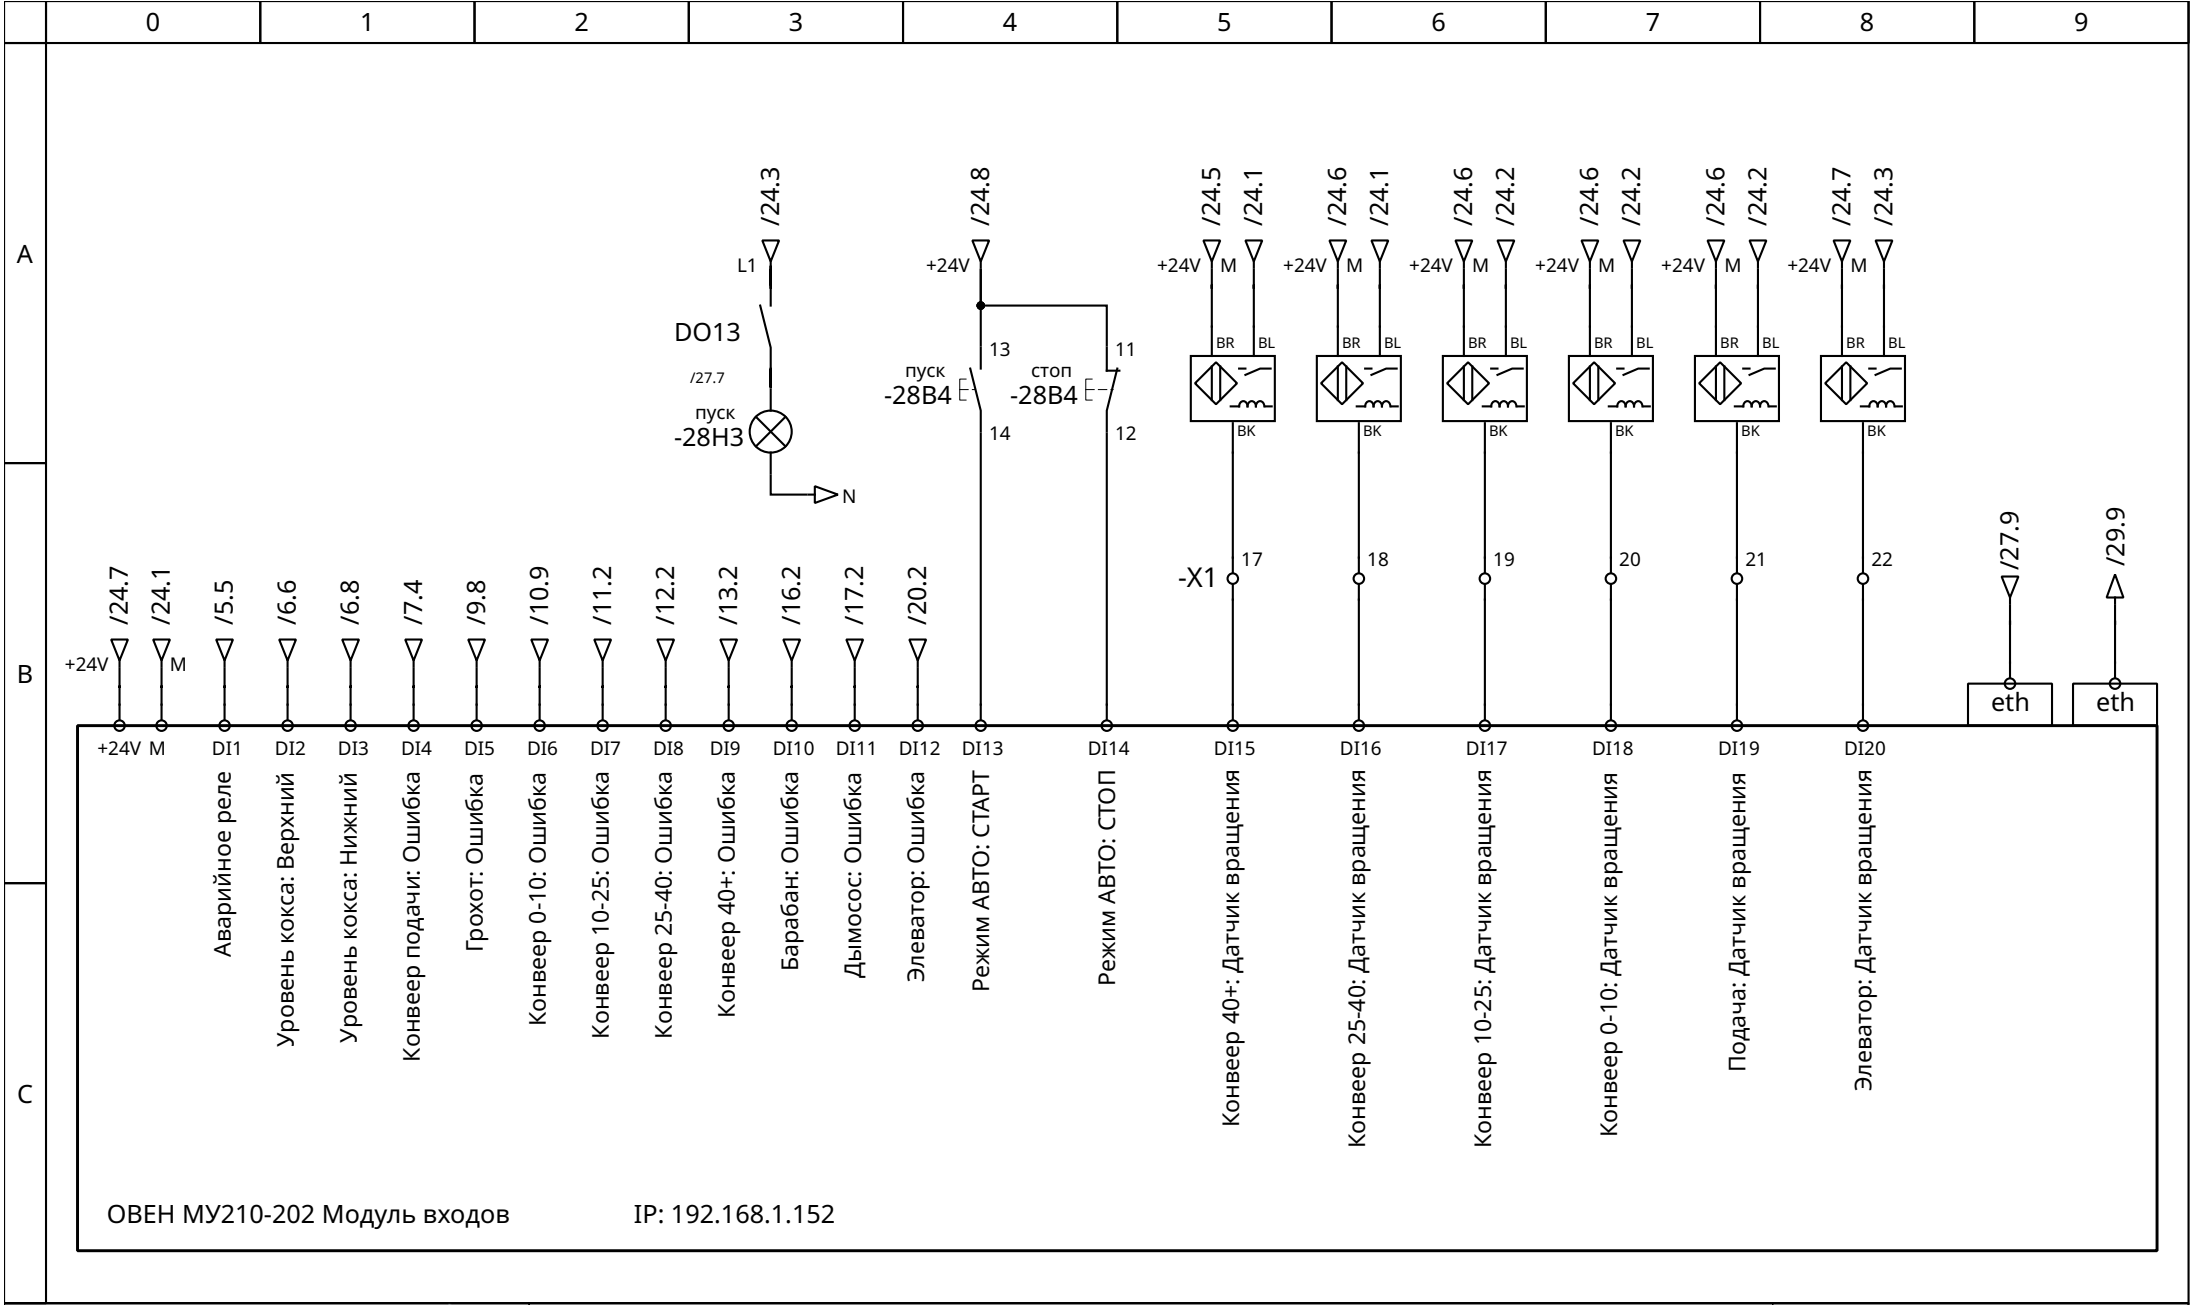 0 1 2 3 4 5 6 7 8 9
A
/24.3 /24.8 /24.5 /24.1 /24.6 /24.1 /24.6 /24.2 /24.6 /24.2 /24.6 /24.2 /24.7 /24.3
L1 +24V +24V M +24V M +24V M +24V M +24V M +24V M
DO13
/27.7
13 11
BR BL BR BL BR BL BR BL BR BL BR BL
пуск стоп
-28B4 -28B4
пуск
-28H3
14 12
BK BK BK BK BK BK
N
B
/27.9 /29.9
-X1 17 18 19 20 21 22
/24.7 /24.1 /5.5 /6.6 /6.8 /7.4 /9.8 /10.9 /11.2 /12.2 /13.2 /16.2 /17.2 /20.2
+24V M
eth eth
+24V M DI1 DI2 DI3 DI4 DI5 DI6 DI7 DI8 DI9 DI10 DI11 DI12 DI13 DI14 DI15 DI16 DI17 DI18 DI19 DI20
Аварийное реле
Уровень кокса: Верхний
Уровень кокса: Нижний
Конвеер подачи: Ошибка
Грохот: Ошибка
Конвеер 0-10: Ошибка
Конвеер 10-25: Ошибка
Конвеер 25-40: Ошибка
Конвеер 40+: Ошибка
Барабан: Ошибка
Дымосос: Ошибка
Элеватор: Ошибка
Режим АВТО: СТАРТ
Режим АВТО: СТОП
Конвеер 40+: Датчик вращения
Конвеер 25-40: Датчик вращения
Конвеер 10-25: Датчик вращения
Конвеер 0-10: Датчик вращения
Подача: Датчик вращения
Элеватор: Датчик вращения
C
ОВЕН МУ210-202 Модуль входов IP: 192.168.1.152